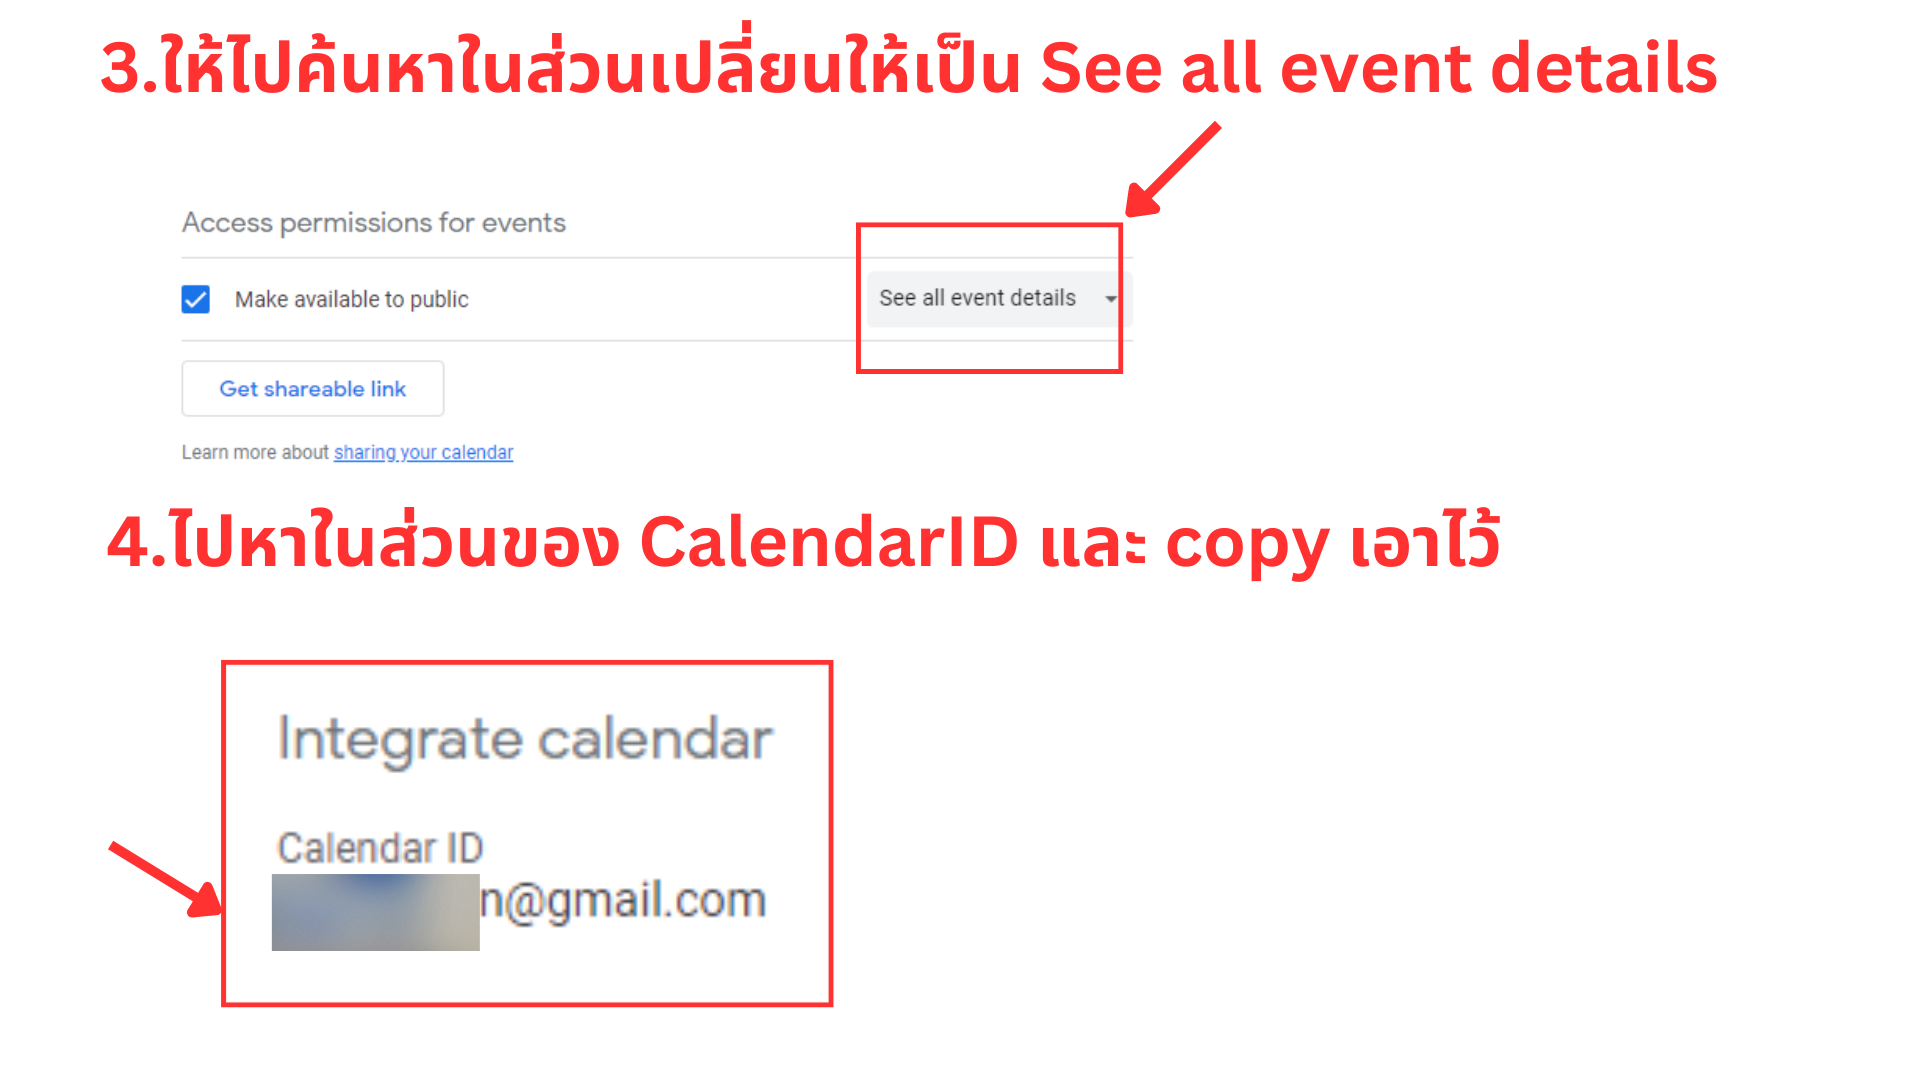 3.ให้ไปค้นหาในส่วนเปลี่ยนให้เป็น See all event details
Access permissions for events
Make available to public
See all event details
Get shareable link
Learn more about sharing your calendar
4.ไปหาในส่วนของ CalendarID และ copy เอาไว้
Integrate calendar
Calendar ID
n@gmail.com